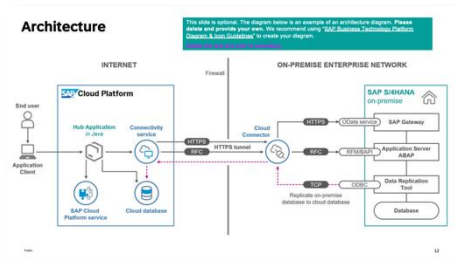 Architecture
This slide is optional. The diagram below is an example of an architecture diagram. Please
delete and provide your own. We recommend using "SAP Business Technology Platform
Diagram & Icon Guidelines" to create your diagram.
INTERNET
ON-PREMISE ENTERPRISE NETWORK
Firewall
SAP Cloud Platform
SAP S/4HANA
on-premise
End user
Hub Application
in Java
Connectivity
service
Cloud
Connector
HTTPS
OData service
SAP Gateway
HTTPS
HTTPS tunnel
RFC
RFC
RFM/BAPI
Application Server
ABAP
Application
Client
TCP
ODBC
Data Replication
Tool
SAP Cloud
Platform service
Cloud database
Replicate on-premise
database to cloud database
Database
12